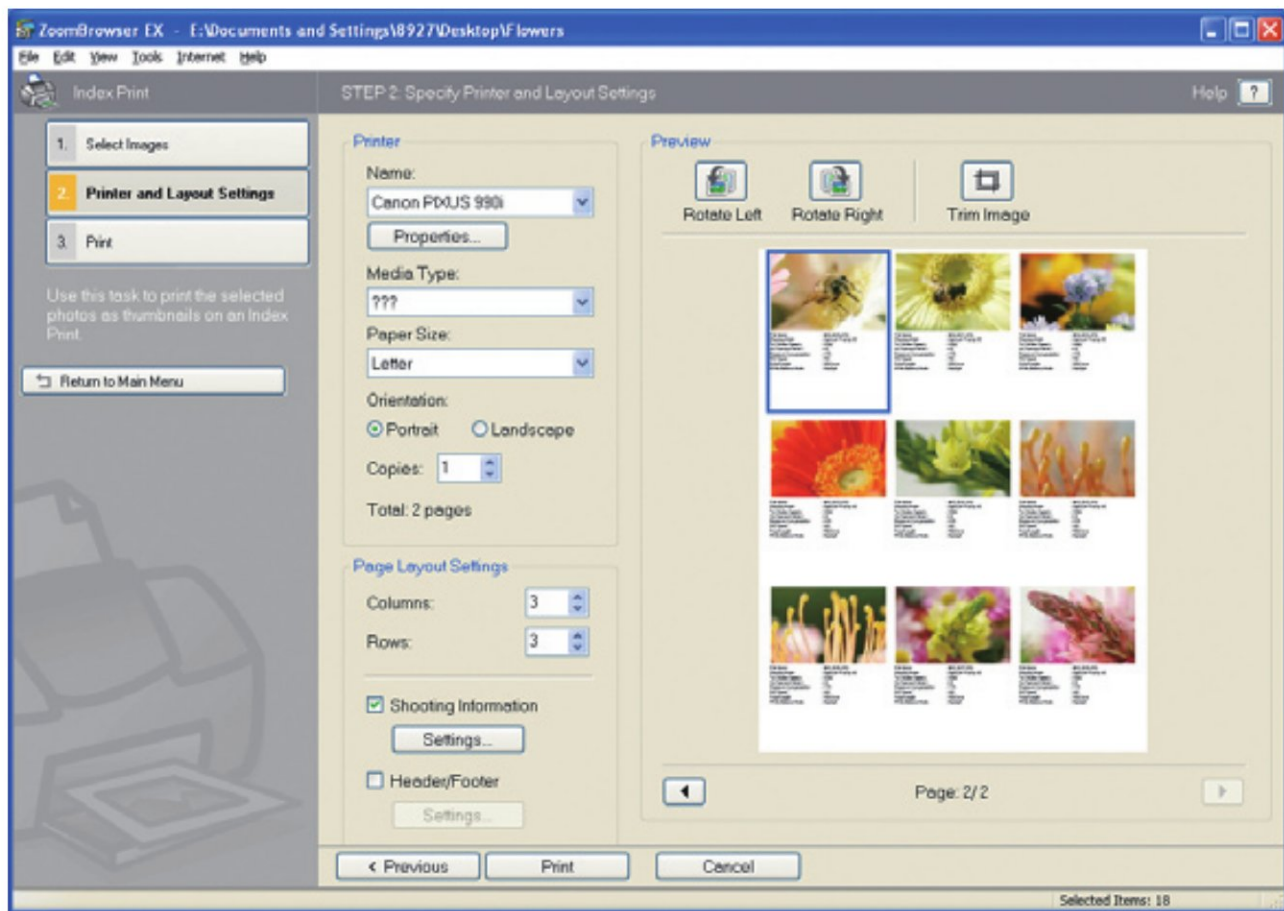 ZoomBrowser EX - E:\Documents and Settings\8927\Desktop\Flowers
File Edit View Tools Internet Help
Index Print
STEP 2: Specify Printer and Layout Settings
Help ?
1. Select Images
2. Printer and Layout Settings
3. Print
Use this task to print the selected
photos as thumbnails on an Index
Print.
Return to Main Menu
Printer
Name:
Canon PIXUS 990i
Properties...
Media Type:
???
Paper Size:
Letter
Orientation:
Portrait Landscape
Copies: 1
Total: 2 pages
Page Layout Settings
Columns: 3
Rows: 3
Shooting Information
Settings...
Header/Footer
Settings...
Preview
Rotate Left Rotate Right Trim Image
Page: 2/2
< Previous Print Cancel
Selected Items: 18